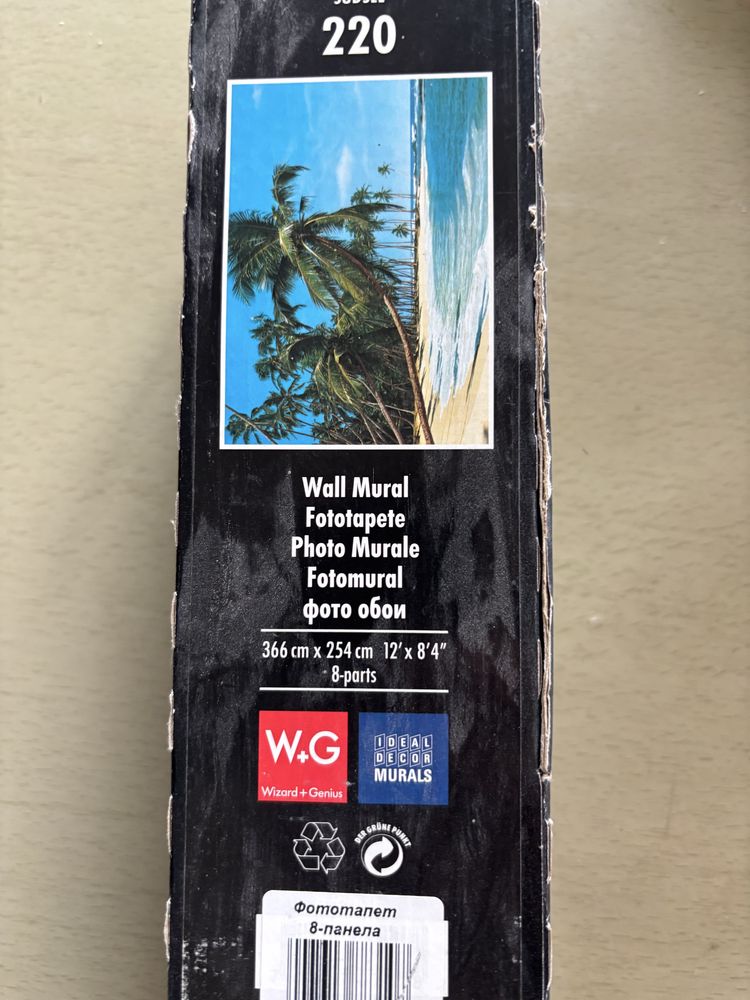 220
Wall Mural
Fototapete
Photo Murale
Fotomural
фото обои
366 cm x 254 cm 12' x 8'4"
8-parts
W+G
Wizard + Genius
IDEAL
DECOR
MURALS
DER GRÜNE PUNKT
Фототапет
8-панела